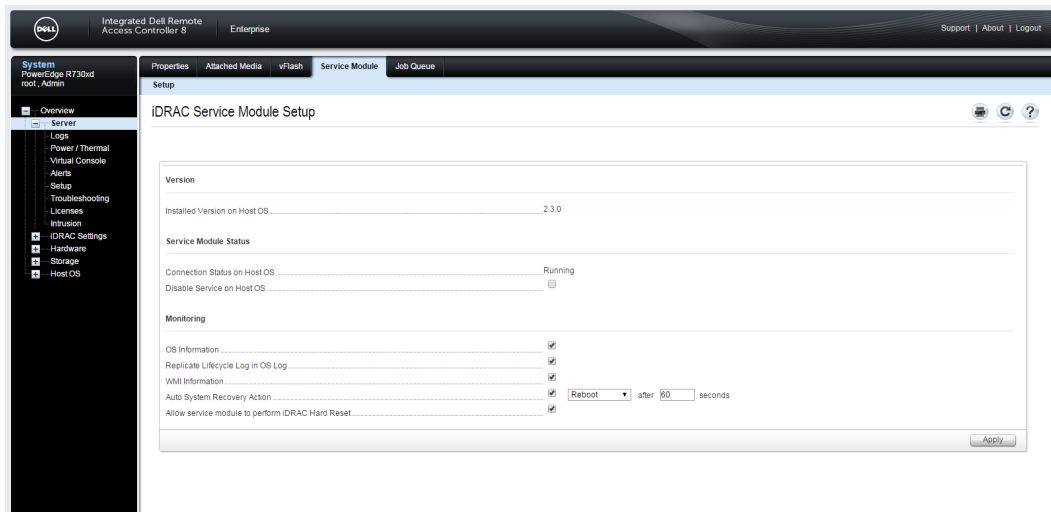 DELL
Integrated Dell Remote
Access Controller 8
Enterprise
Support | About | Logout
System
PowerEdge R730xd
root , Admin
Properties Attached Media vFlash Service Module Job Queue
Setup
Overview
Server
Logs
Power / Thermal
Virtual Console
Alerts
Setup
Troubleshooting
Licenses
Intrusion
iDRAC Settings
Hardware
Storage
Host OS
iDRAC Service Module Setup
Version
Installed Version on Host OS 2.3.0
Service Module Status
Connection Status on Host OS Running
Disable Service on Host OS
Monitoring
OS Information
Replicate Lifecycle Log in OS Log
WMI Information
Auto System Recovery Action Reboot after 60 seconds
Allow service module to perform iDRAC Hard Reset
Apply